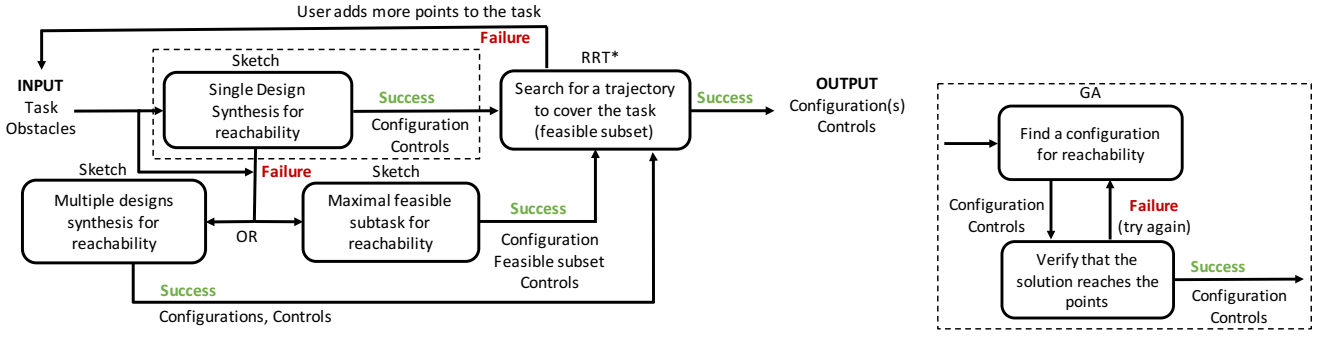 User adds more points to the task
Failure
Sketch
RRT*
INPUT
Task
Obstacles
Single Design
Synthesis for
reachability
Success
Configuration
Controls
Search for a trajectory
to cover the task
(feasible subset)
Success
OUTPUT
Configuration(s)
Controls
Failure
Sketch
Multiple designs
synthesis for
reachability
OR
Sketch
Maximal feasible
subtask for
reachability
Success
Configuration
Feasible subset
Controls
Success
Configurations, Controls
GA
Find a configuration
for reachability
Configuration
Controls
Failure
(try again)
Verify that the
solution reaches the
points
Success
Configuration
Controls